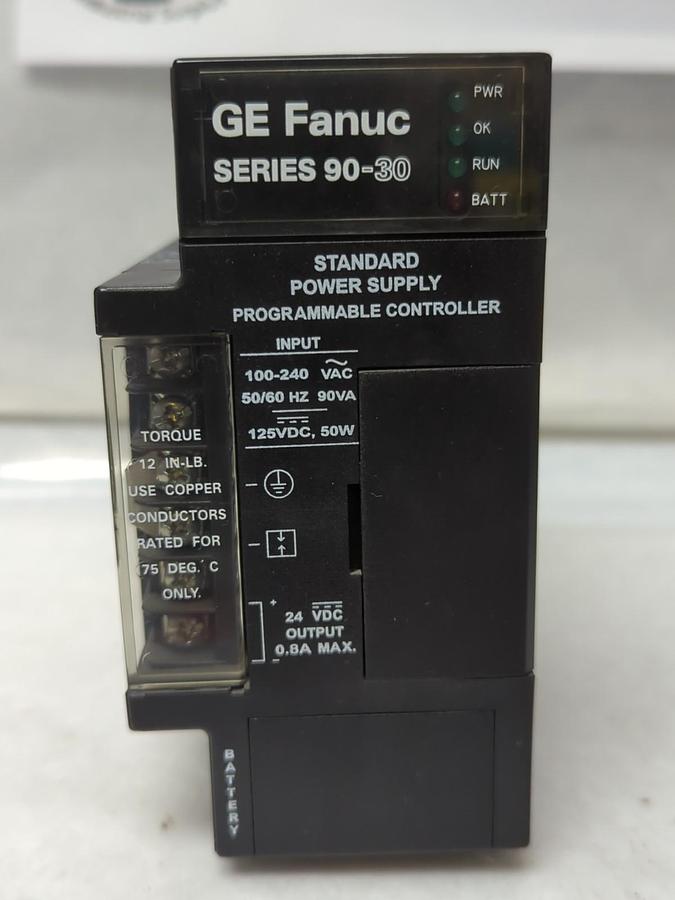 GE Fanuc
SERIES 90-30
PWR
OK
RUN
BATT
STANDARD
POWER SUPPLY
PROGRAMMABLE CONTROLLER
INPUT
100-240 VAC
50/60 HZ 90VA
125VDC, 50W
TORQUE
12 IN-LB.
USE COPPER
CONDUCTORS
RATED FOR
75 DEG. C
ONLY.
+
24 VDC
OUTPUT
0.8A MAX.
-
BATTERY